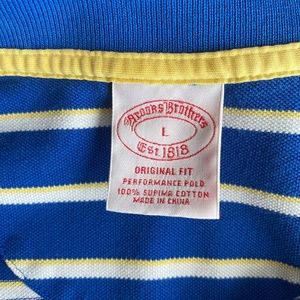 Brooks Brothers
L
Est. 1818
ORIGINAL FIT
PERFORMANCE POLO
100% SUPIMA COTTON
MADE IN CHINA